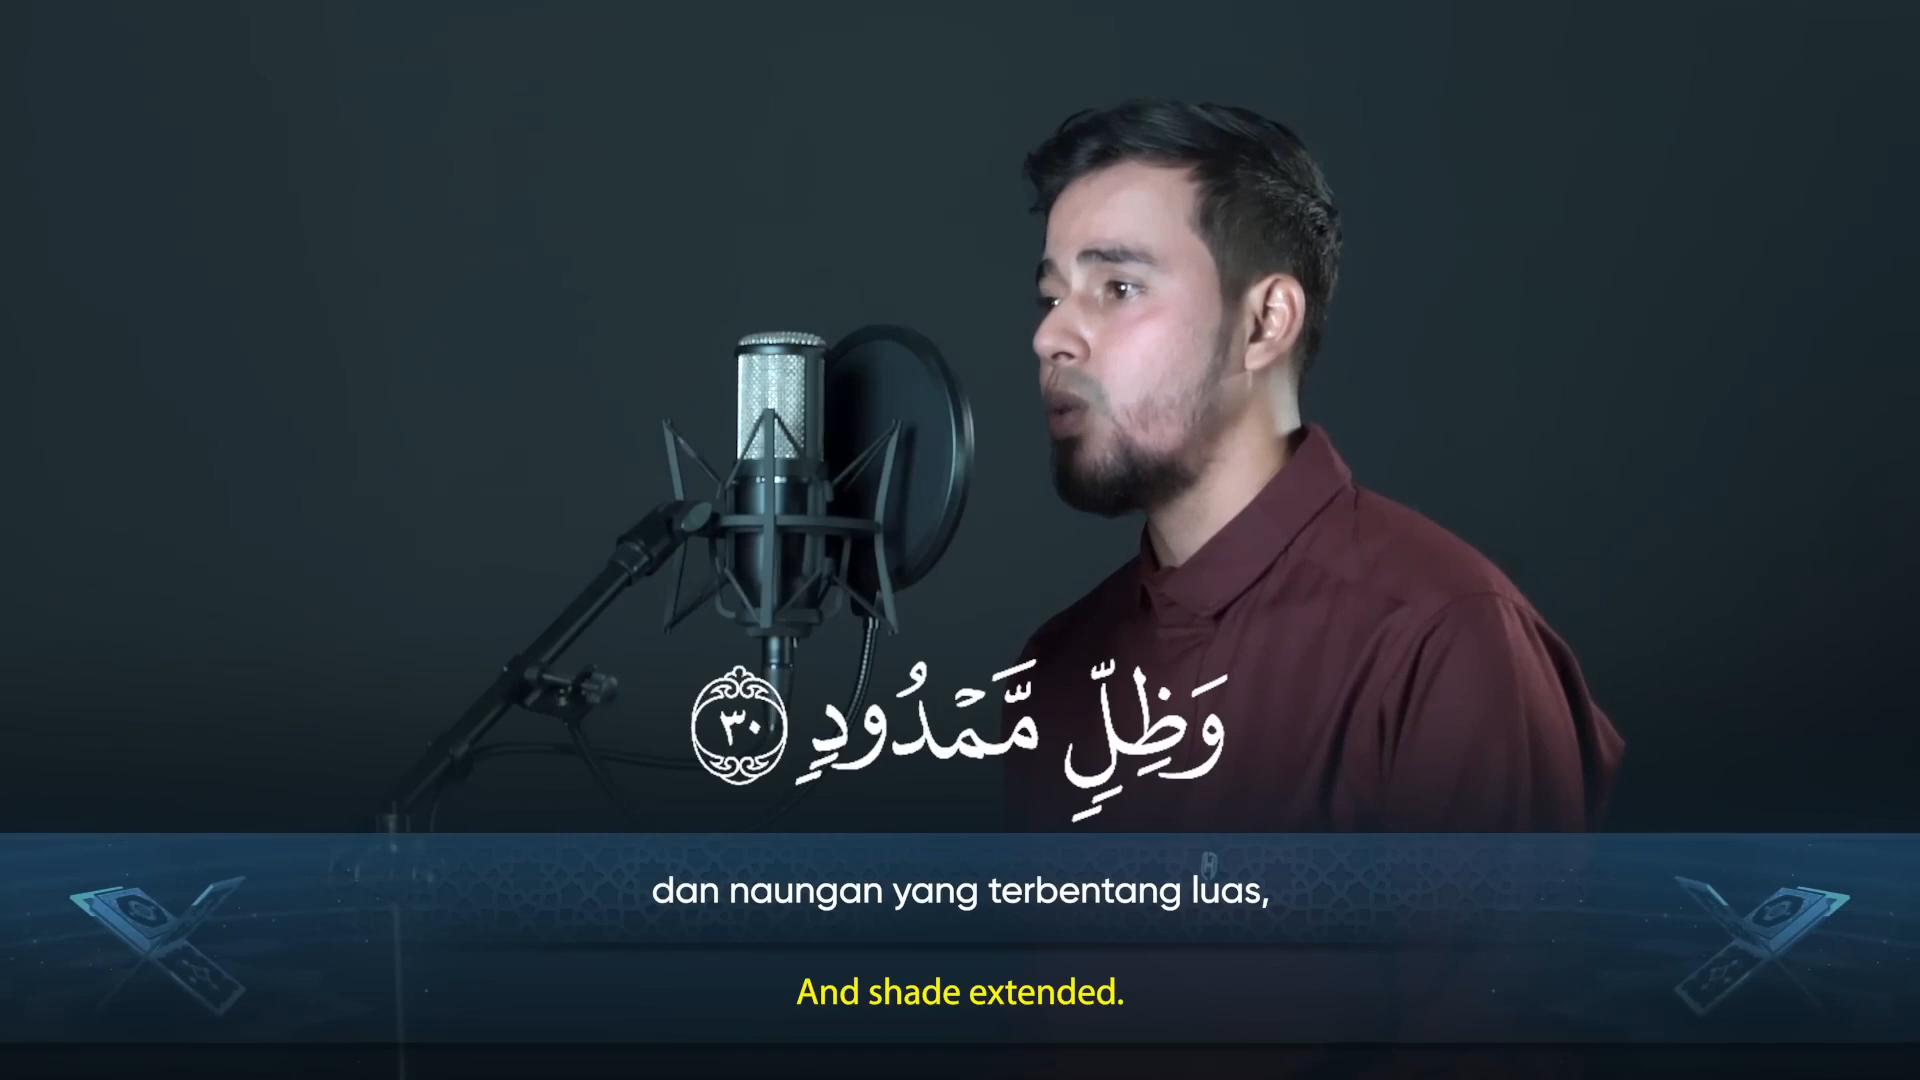 وَظِلٍّ مَّمْدُودٍ ٣٠
dan naungan yang terbentang luas,
And shade extended.